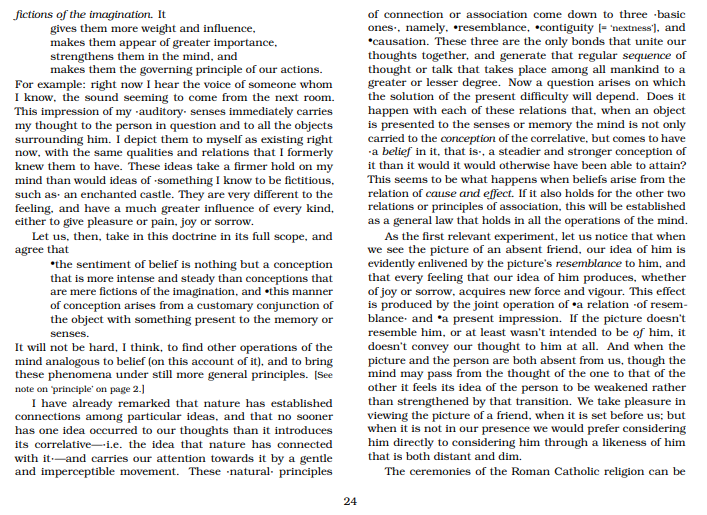 fictions of the imagination. It
gives them more weight and influence,
makes them appear of greater importance,
strengthens them in the mind, and
makes them the governing principle of our actions.
For example: right now I hear the voice of someone whom
I know, the sound seeming to come from the next room.
This impression of my ·auditory· senses immediately carries
my thought to the person in question and to all the objects
surrounding him. I depict them to myself as existing right
now, with the same qualities and relations that I formerly
knew them to have. These ideas take a firmer hold on my
mind than would ideas of ·something I know to be fictitious,
such as· an enchanted castle. They are very different to the
feeling, and have a much greater influence of every kind,
either to give pleasure or pain, joy or sorrow.
Let us, then, take in this doctrine in its full scope, and
agree that
•the sentiment of belief is nothing but a conception
that is more intense and steady than conceptions that
are mere fictions of the imagination, and •this manner
of conception arises from a customary conjunction of
the object with something present to the memory or
senses.
It will not be hard, I think, to find other operations of the
mind analogous to belief (on this account of it), and to bring
these phenomena under still more general principles. [See
note on 'principle' on page 2.]
I have already remarked that nature has established
connections among particular ideas, and that no sooner
has one idea occurred to our thoughts than it introduces
its correlative—·i.e. the idea that nature has connected
with it·—and carries our attention towards it by a gentle
and imperceptible movement. These ·natural· principles
of connection or association come down to three ·basic
ones·, namely, •resemblance, •contiguity [= 'nextness'], and
•causation. These three are the only bonds that unite our
thoughts together, and generate that regular sequence of
thought or talk that takes place among all mankind to a
greater or lesser degree. Now a question arises on which
the solution of the present difficulty will depend. Does it
happen with each of these relations that, when an object
is presented to the senses or memory the mind is not only
carried to the conception of the correlative, but comes to have
·a belief in it, that is·, a steadier and stronger conception of
it than it would it would otherwise have been able to attain?
This seems to be what happens when beliefs arise from the
relation of cause and effect. If it also holds for the other two
relations or principles of association, this will be established
as a general law that holds in all the operations of the mind.
As the first relevant experiment, let us notice that when
we see the picture of an absent friend, our idea of him is
evidently enlivened by the picture's resemblance to him, and
that every feeling that our idea of him produces, whether
of joy or sorrow, acquires new force and vigour. This effect
is produced by the joint operation of •a relation ·of resem-
blance· and •a present impression. If the picture doesn't
resemble him, or at least wasn't intended to be of him, it
doesn't convey our thought to him at all. And when the
picture and the person are both absent from us, though the
mind may pass from the thought of the one to that of the
other it feels its idea of the person to be weakened rather
than strengthened by that transition. We take pleasure in
viewing the picture of a friend, when it is set before us; but
when it is not in our presence we would prefer considering
him directly to considering him through a likeness of him
that is both distant and dim.
The ceremonies of the Roman Catholic religion can be
24